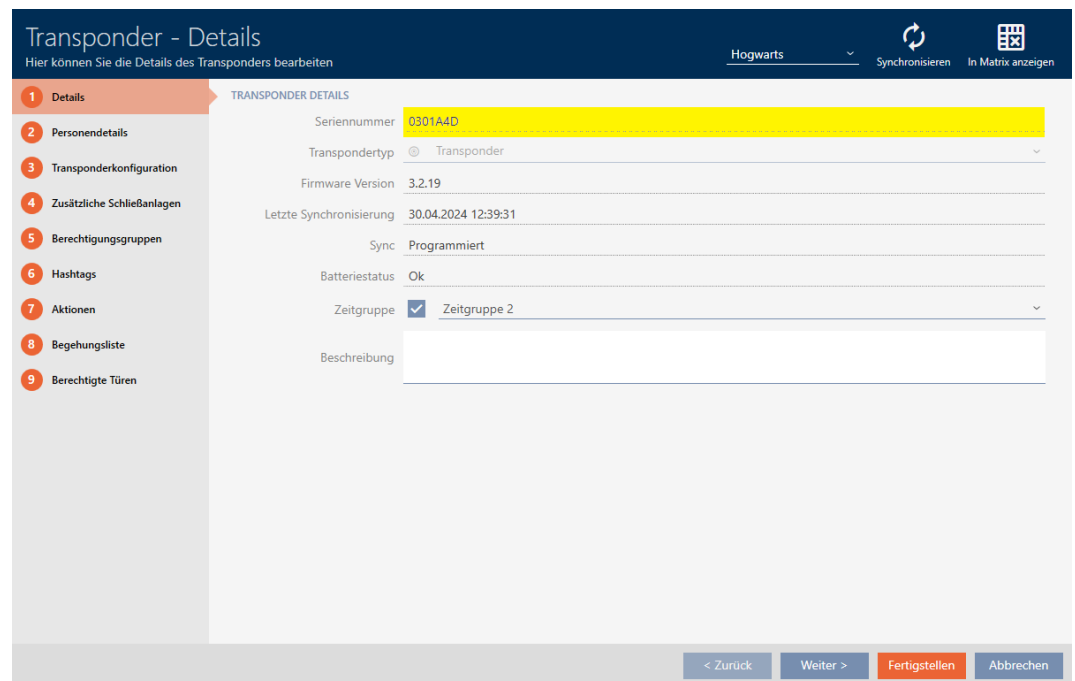 Transponder - Details
Hier können Sie die Details des Transponders bearbeiten
Hogwarts
Synchronisieren
In Matrix anzeigen
1 Details
2 Personendetails
3 Transponderkonfiguration
4 Zusätzliche Schließanlagen
5 Berechtigungsgruppen
6 Hashtags
7 Aktionen
8 Begehungsliste
9 Berechtigte Türen
TRANSPONDER DETAILS
Seriennummer 0301A4D
Transpondertyp Transponder
Firmware Version 3.2.19
Letzte Synchronisierung 30.04.2024 12:39:31
Sync Programmiert
Batteriestatus Ok
Zeitgruppe Zeitgruppe 2
Beschreibung
< Zurück
Weiter >
Fertigstellen
Abbrechen